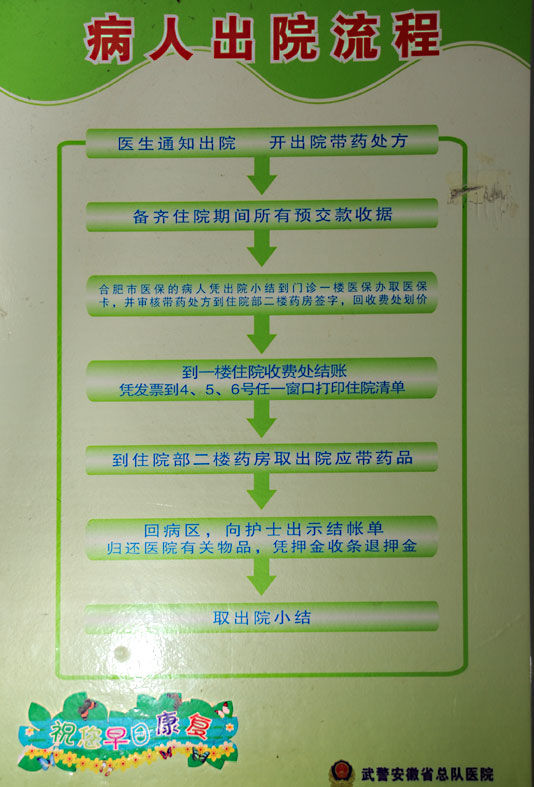 病人出院流程
医生通知出院 开出院带药处方
备齐住院期间所有预交款收据
合肥市医保的病人凭出院小结到门诊一楼医保办取医保
卡，并审核带药处方到住院部二楼药房签字，回收费处划价
到一楼住院收费处结账
凭发票到4、5、6号任一窗口打印住院清单
到住院部二楼药房取出院应带药品
回病区，向护士出示结帐单
归还医院有关物品，凭押金收条退押金
取出院小结
祝您早日康复
武警安徽省总队医院